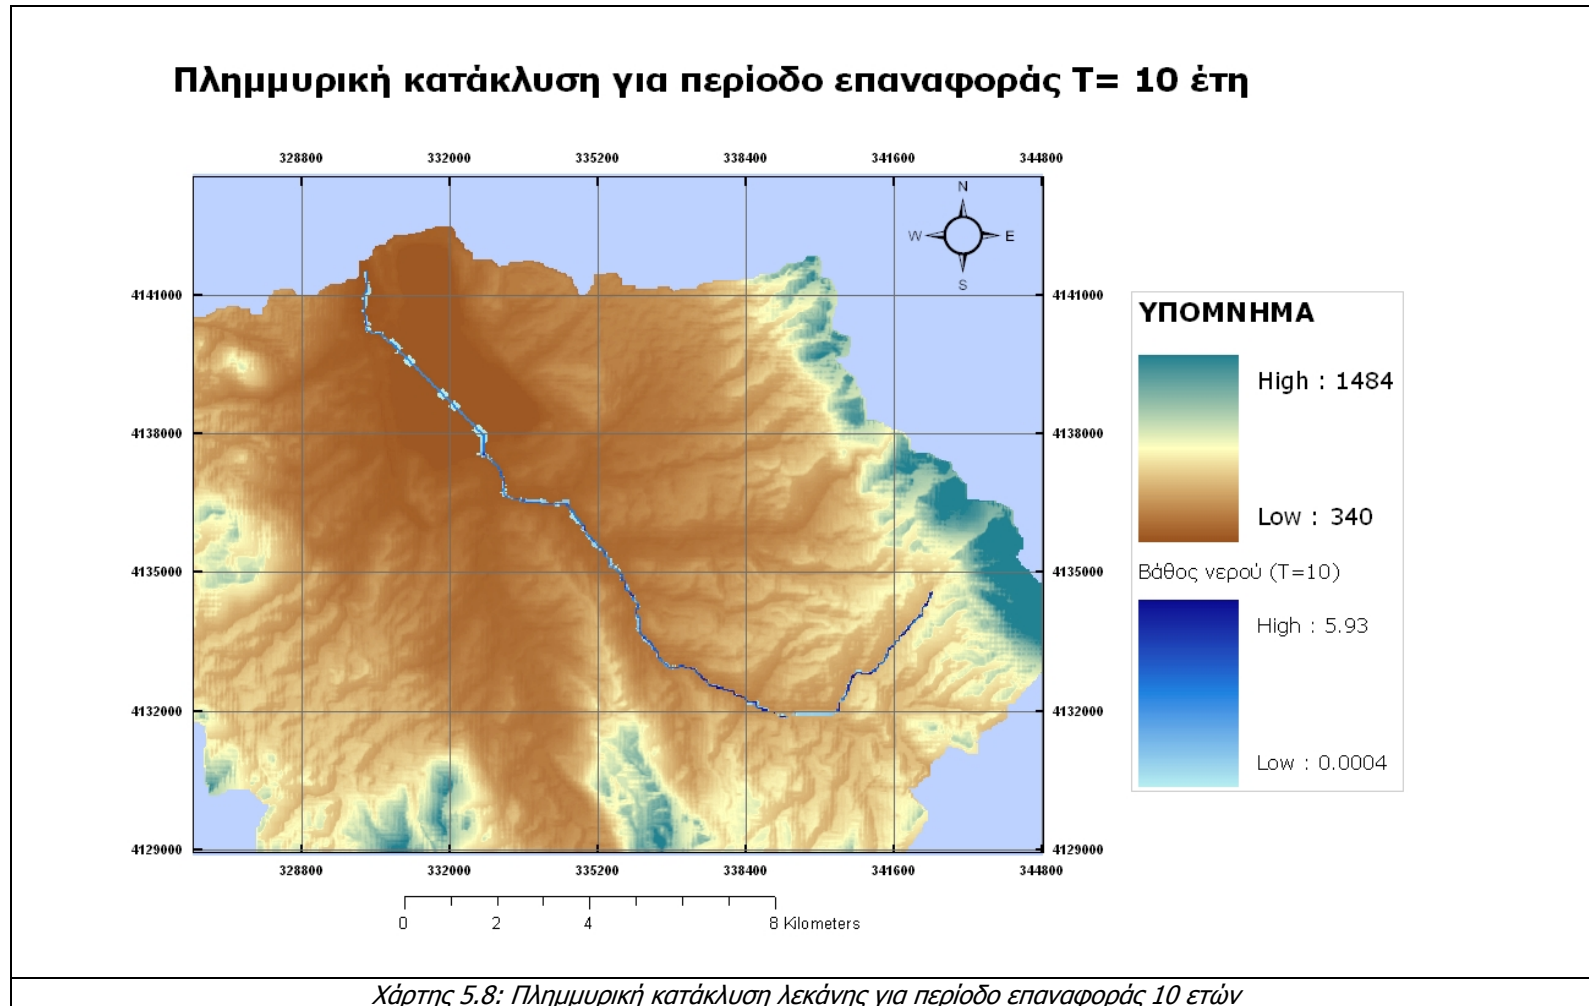 Πλημμυρική κατάκλυση για περίοδο επαναφοράς Τ= 10 έτη
328800 332000 335200 338400 341600 344800
N
W E
S
4141000 4141000
4138000 4138000
4135000 4135000
4132000 4132000
4129000 4129000
328800 332000 335200 338400 341600 344800
0 2 4 8 Kilometers
ΥΠΟΜΝΗΜΑ
High : 1484
Low : 340
Βάθος νερού (Τ=10)
High : 5.93
Low : 0.0004
Χάρτης 5.8: Πλημμυρική κατάκλυση λεκάνης για περίοδο επαναφοράς 10 ετών